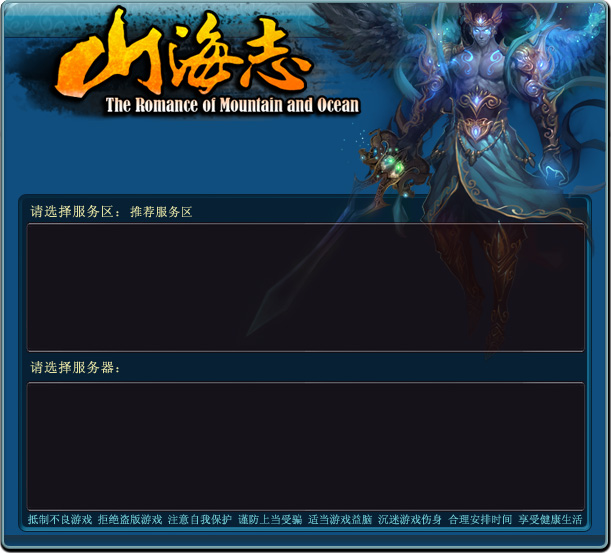 山海志
The Romance of Mountain and Ocean
请选择服务区：推荐服务区
请选择服务器：
抵制不良游戏 拒绝盗版游戏 注意自我保护 谨防上当受骗 适当游戏益脑 沉迷游戏伤身 合理安排时间 享受健康生活